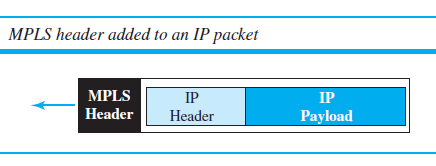 MPLS header added to an IP packet
MPLS
Header
IP
Header
IP
Payload